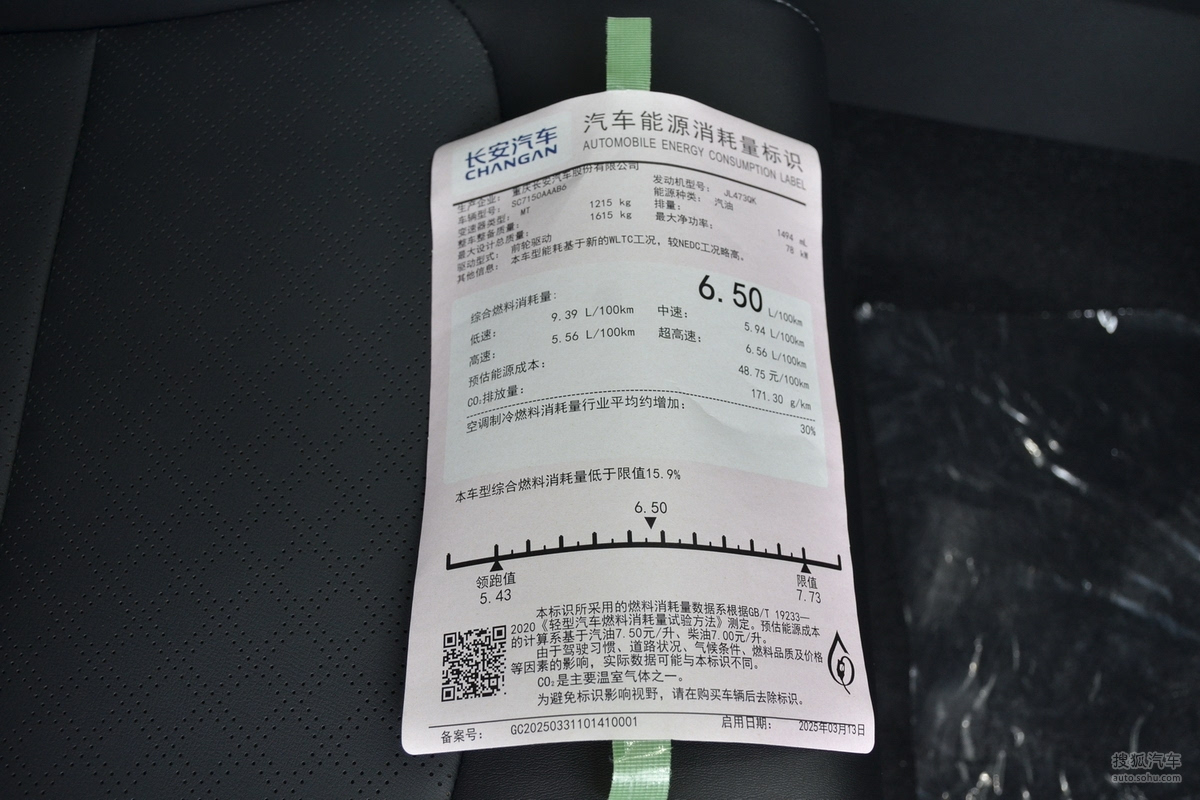 长安汽车
CHANGAN
汽车能源消耗量标识
AUTOMOBILE ENERGY CONSUMPTION LABEL
生产企业: 重庆长安汽车股份有限公司
车辆型号: SC7150AAAB6
发动机型号: JL473QK
变速器类型: MT
能源种类: 汽油
整车整备质量: 1215 kg
排量: 1494 mL
最大设计总质量: 1615 kg
最大净功率: 78 kW
驱动型式: 前轮驱动
其他信息: 本车型能耗基于新的WLTC工况, 较NEDC工况略高。
综合燃料消耗量: 6.50 L/100km
低速: 9.39 L/100km 中速: 5.94 L/100km
高速: 5.56 L/100km 超高速: 6.56 L/100km
预估能源成本: 48.75 元/100km
CO₂排放量: 171.30 g/km
空调制冷燃料消耗量行业平均约增加: 30%
本车型综合燃料消耗量低于限值15.9%
6.50
领跑值 限值
5.43 7.73
本标识所采用的燃料消耗量数据系根据GB/T 19233—
2020《轻型汽车燃料消耗量试验方法》测定。预估能源成本
的计算系基于汽油7.50元/升、柴油7.00元/升。
由于驾驶习惯、道路状况、气候条件、燃料品质及价格
等因素的影响, 实际数据可能与本标识不同。
CO₂是主要温室气体之一。
为避免标识影响视野, 请在购买车辆后去除标识。
备案号: GC20250331101410001 启用日期: 2025年03月13日
搜狐汽车
auto.sohu.com